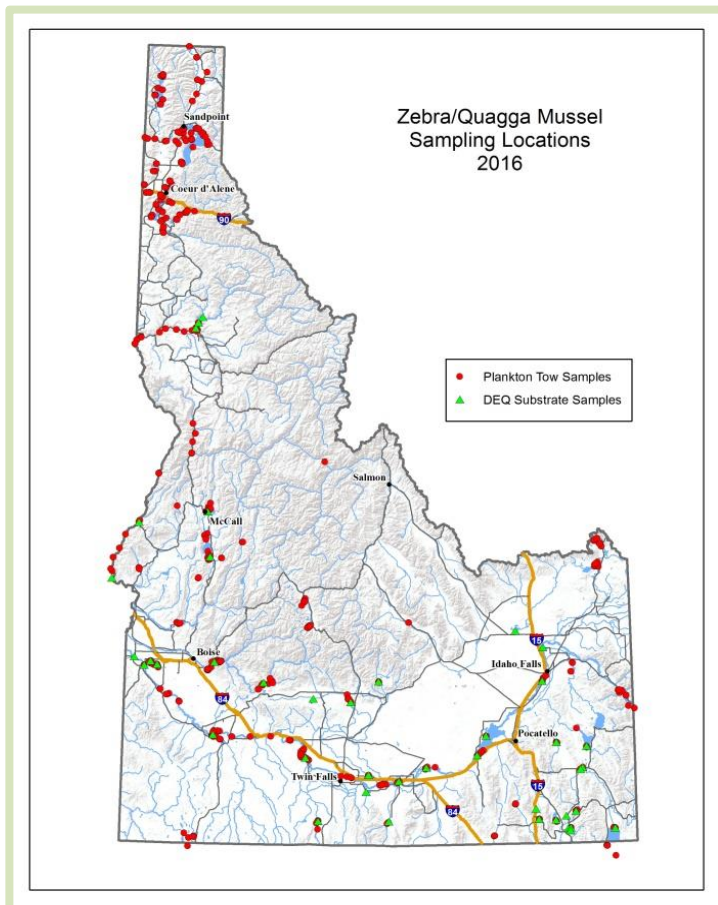 Zebra/Quagga Mussel
Sampling Locations
2016
Sandpoint
Coeur d'Alene
90
Plankton Tow Samples
DEQ Substrate Samples
Salmon
McCall
15
Boise
Idaho Falls
84
Pocatello
Twin Falls
15
84